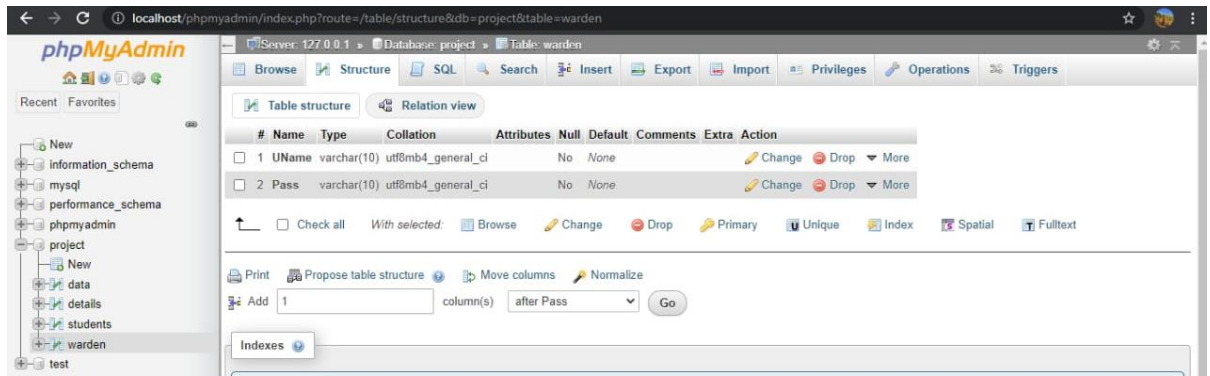 localhost/phpmyadmin/index.php?route=/table/structure&db=project&table=warden
phpMyAdmin
Recent Favorites
New
information_schema
mysql
performance_schema
phpmyadmin
project
New
data
details
students
warden
test
Server: 127.0.0.1 » Database: project » Table: warden
Browse Structure SQL Search Insert Export Import Privileges Operations Triggers
Table structure Relation view
# Name Type Collation Attributes Null Default Comments Extra Action
1 UName varchar(10) utf8mb4_general_ci No None Change Drop More
2 Pass varchar(10) utf8mb4_general_ci No None Change Drop More
Check all With selected: Browse Change Drop Primary Unique Index Spatial Fulltext
Print Propose table structure Move columns Normalize
Add 1 column(s) after Pass Go
Indexes